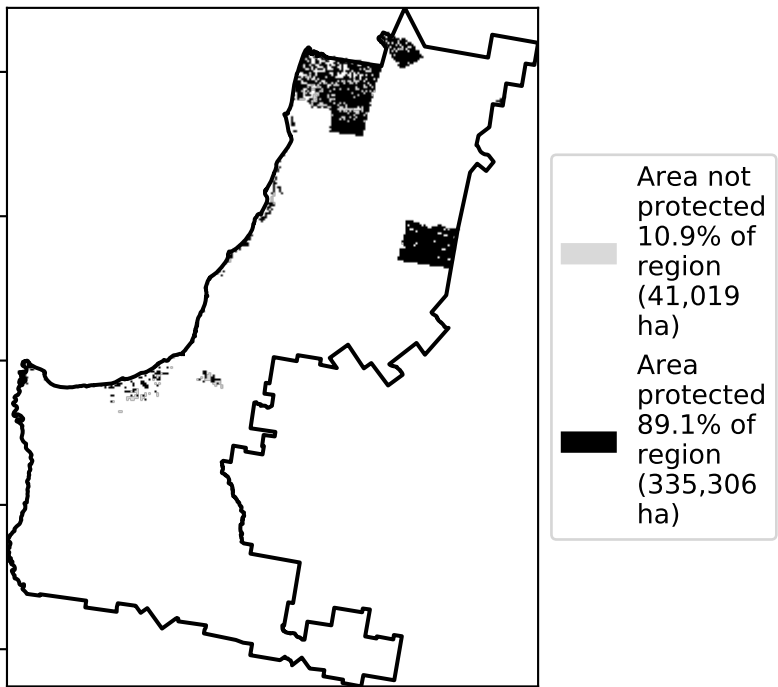 Area not
protected
10.9% of
region
(41,019
ha)
Area
protected
89.1% of
region
(335,306
ha)